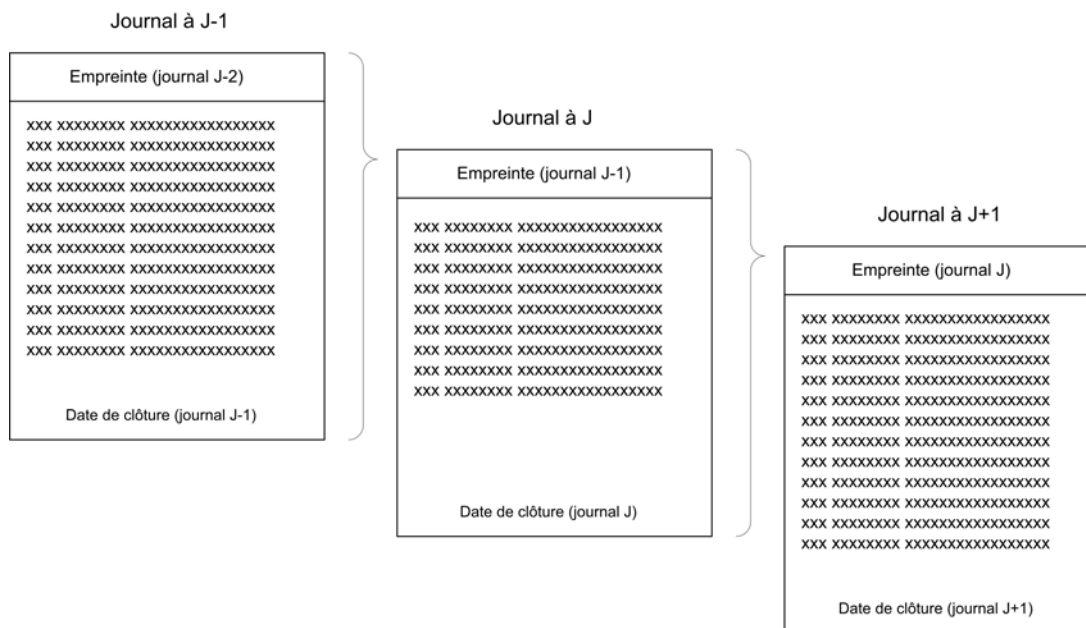 Journal à J-1
Empreinte (journal J-2)
xxx xxxxxxxx xxxxxxxxxxxxxxxxx
xxx xxxxxxxx xxxxxxxxxxxxxxxxx
xxx xxxxxxxx xxxxxxxxxxxxxxxxx
xxx xxxxxxxx xxxxxxxxxxxxxxxxx
xxx xxxxxxxx xxxxxxxxxxxxxxxxx
xxx xxxxxxxx xxxxxxxxxxxxxxxxx
xxx xxxxxxxx xxxxxxxxxxxxxxxxx
xxx xxxxxxxx xxxxxxxxxxxxxxxxx
xxx xxxxxxxx xxxxxxxxxxxxxxxxx
xxx xxxxxxxx xxxxxxxxxxxxxxxxx
xxx xxxxxxxx xxxxxxxxxxxxxxxxx
xxx xxxxxxxx xxxxxxxxxxxxxxxxx
Date de clôture (journal J-1)
Journal à J
Empreinte (journal J-1)
xxx xxxxxxxx xxxxxxxxxxxxxxxxx
xxx xxxxxxxx xxxxxxxxxxxxxxxxx
xxx xxxxxxxx xxxxxxxxxxxxxxxxx
xxx xxxxxxxx xxxxxxxxxxxxxxxxx
xxx xxxxxxxx xxxxxxxxxxxxxxxxx
xxx xxxxxxxx xxxxxxxxxxxxxxxxx
xxx xxxxxxxx xxxxxxxxxxxxxxxxx
xxx xxxxxxxx xxxxxxxxxxxxxxxxx
xxx xxxxxxxx xxxxxxxxxxxxxxxxx
Date de clôture (journal J)
Journal à J+1
Empreinte (journal J)
xxx xxxxxxxx xxxxxxxxxxxxxxxxx
xxx xxxxxxxx xxxxxxxxxxxxxxxxx
xxx xxxxxxxx xxxxxxxxxxxxxxxxx
xxx xxxxxxxx xxxxxxxxxxxxxxxxx
xxx xxxxxxxx xxxxxxxxxxxxxxxxx
xxx xxxxxxxx xxxxxxxxxxxxxxxxx
xxx xxxxxxxx xxxxxxxxxxxxxxxxx
xxx xxxxxxxx xxxxxxxxxxxxxxxxx
xxx xxxxxxxx xxxxxxxxxxxxxxxxx
xxx xxxxxxxx xxxxxxxxxxxxxxxxx
xxx xxxxxxxx xxxxxxxxxxxxxxxxx
xxx xxxxxxxx xxxxxxxxxxxxxxxxx
Date de clôture (journal J+1)